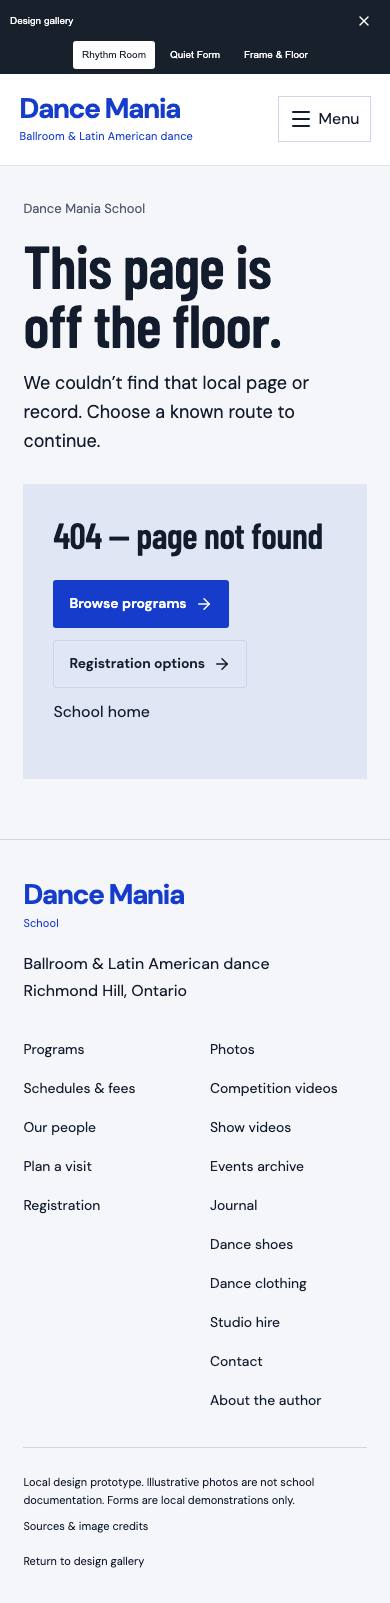 Design gallery
Rhythm Room Quiet Form Frame & Floor
Dance Mania
Ballroom & Latin American dance
Menu
Dance Mania School
This page is
off the floor.
We couldn’t find that local page or
record. Choose a known route to
continue.
404 — page not found
Browse programs
Registration options
School home
Dance Mania
School
Ballroom & Latin American dance
Richmond Hill, Ontario
Programs
Schedules & fees
Our people
Plan a visit
Registration
Photos
Competition videos
Show videos
Events archive
Journal
Dance shoes
Dance clothing
Studio hire
Contact
About the author
Local design prototype. Illustrative photos are not school
documentation. Forms are local demonstrations only.
Sources & image credits
Return to design gallery